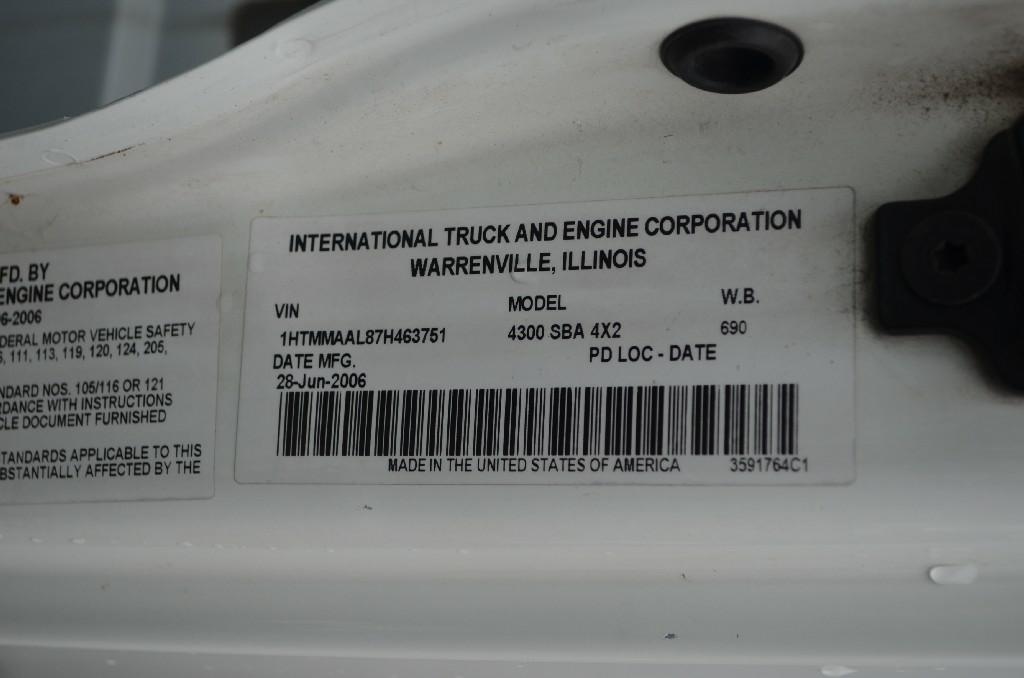 FD. BY
ENGINE CORPORATION
6-2006
DERAL MOTOR VEHICLE SAFETY
111, 113, 119, 120, 124, 205,
NDARD NOS. 105/116 OR 121
RDANCE WITH INSTRUCTIONS
CLE DOCUMENT FURNISHED
STANDARDS APPLICABLE TO THIS
BSTANTIALLY AFFECTED BY THE
INTERNATIONAL TRUCK AND ENGINE CORPORATION
WARRENVILLE, ILLINOIS
VIN MODEL W.B.
1HTMMAAL87H463751 4300 SBA 4X2 690
DATE MFG. PD LOC - DATE
28-Jun-2006
MADE IN THE UNITED STATES OF AMERICA 3591764C1